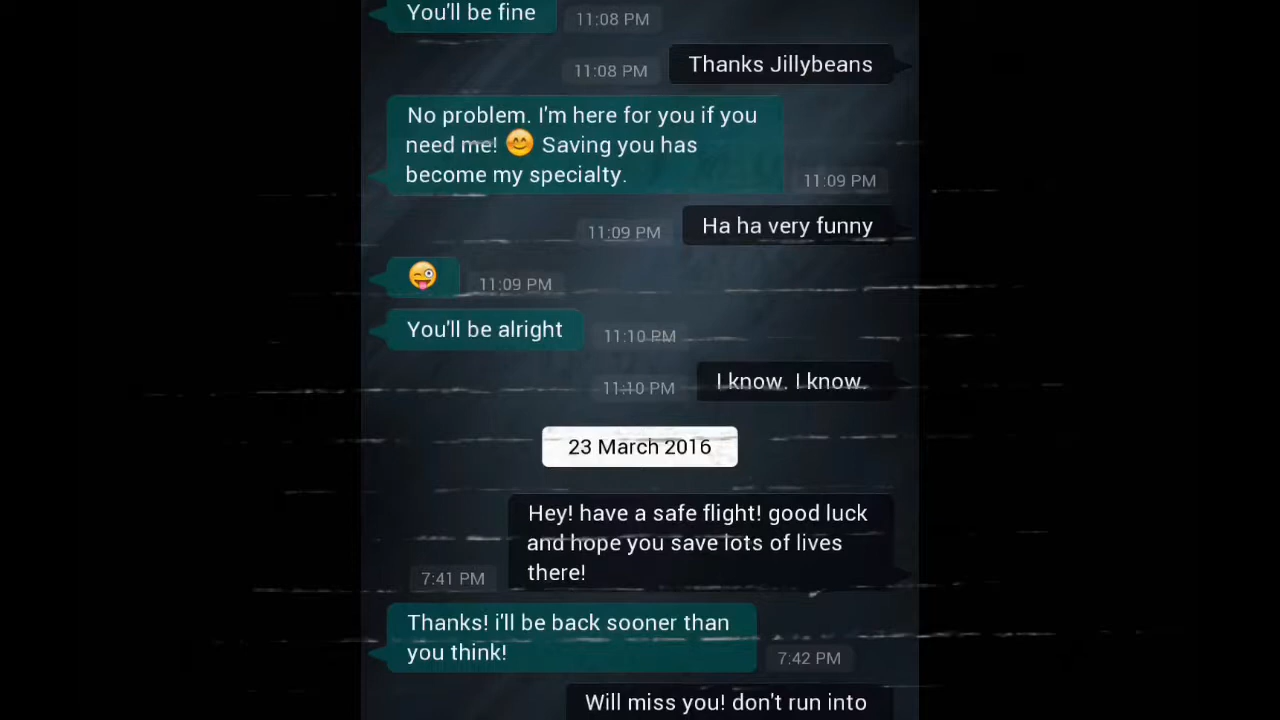 You'll be fine
11:08 PM
11:08 PM
Thanks Jillybeans
No problem. I'm here for you if you
need me! 😊 Saving you has
become my specialty.
11:09 PM
11:09 PM
Ha ha very funny
😜
11:09 PM
You'll be alright
11:10 PM
11:10 PM
I know. I know.
23 March 2016
Hey! have a safe flight! good luck
and hope you save lots of lives
there!
7:41 PM
Thanks! i'll be back sooner than
you think!
7:42 PM
Will miss you! don't run into